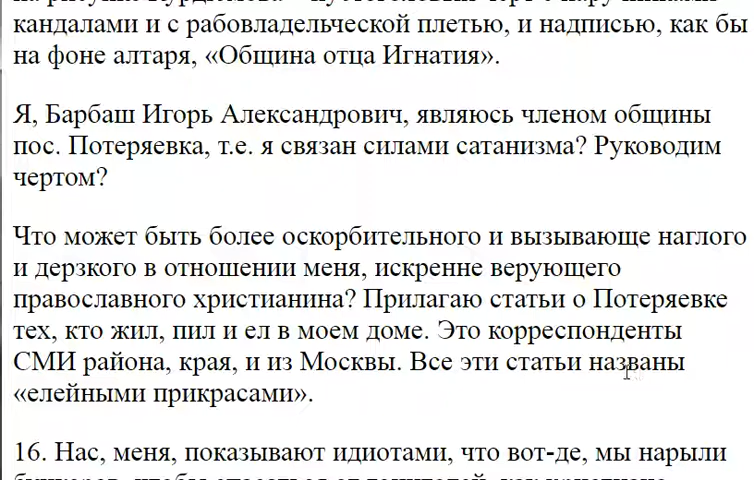 кандалами и с рабовладельческой плетью, и надписью, как бы
на фоне алтаря, «Община отца Игнатия».
Я, Барбаш Игорь Александрович, являюсь членом общины
пос. Потеряевка, т.е. я связан силами сатанизма? Руководим
чертом?
Что может быть более оскорбительного и вызывающе наглого
и дерзкого в отношении меня, искренне верующего
православного христианина? Прилагаю статьи о Потеряевке
тех, кто жил, пил и ел в моем доме. Это корреспонденты
СМИ района, края, и из Москвы. Все эти статьи названы
«елейными прикрасами».
16. Нас, меня, показывают идиотами, что вот-де, мы нарыли